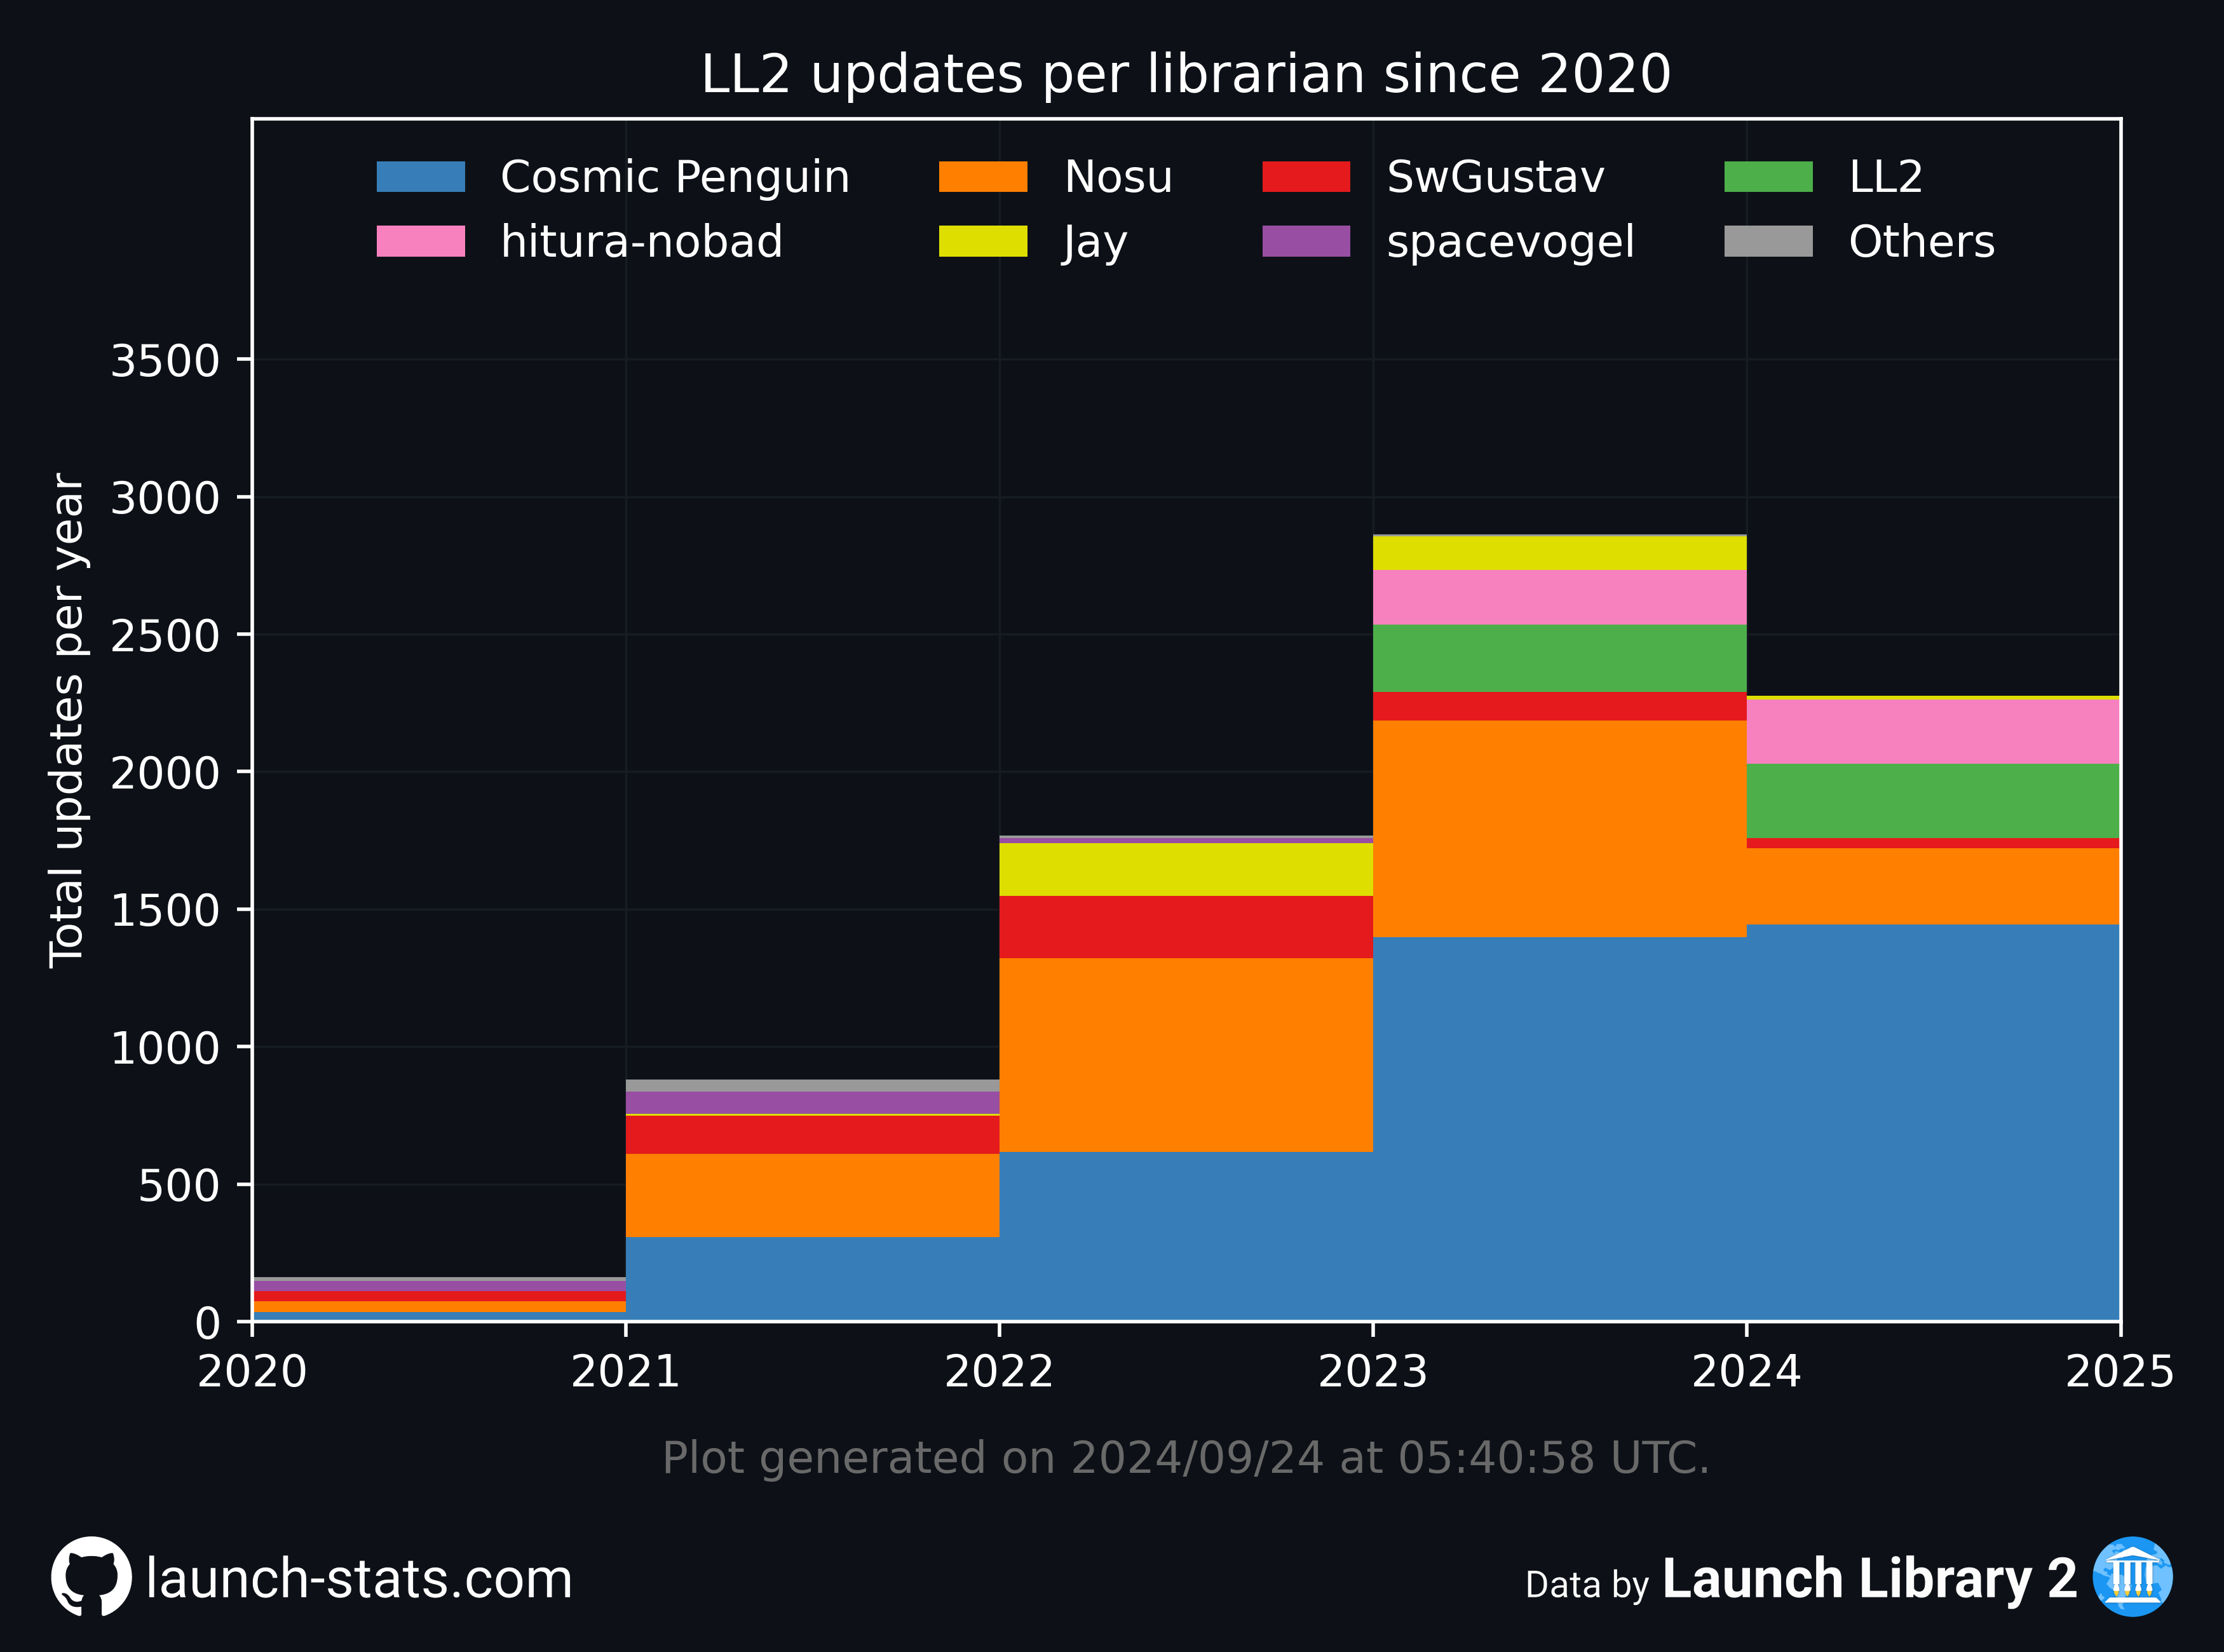 LL2 updates per librarian since 2020
Cosmic Penguin Nosu SwGustav LL2
hitura-nobad Jay spacevogel Others
Total updates per year
3500
3000
2500
2000
1500
1000
500
0
2020 2021 2022 2023 2024 2025
Plot generated on 2024/09/24 at 05:40:58 UTC.
launch-stats.com
Data by Launch Library 2